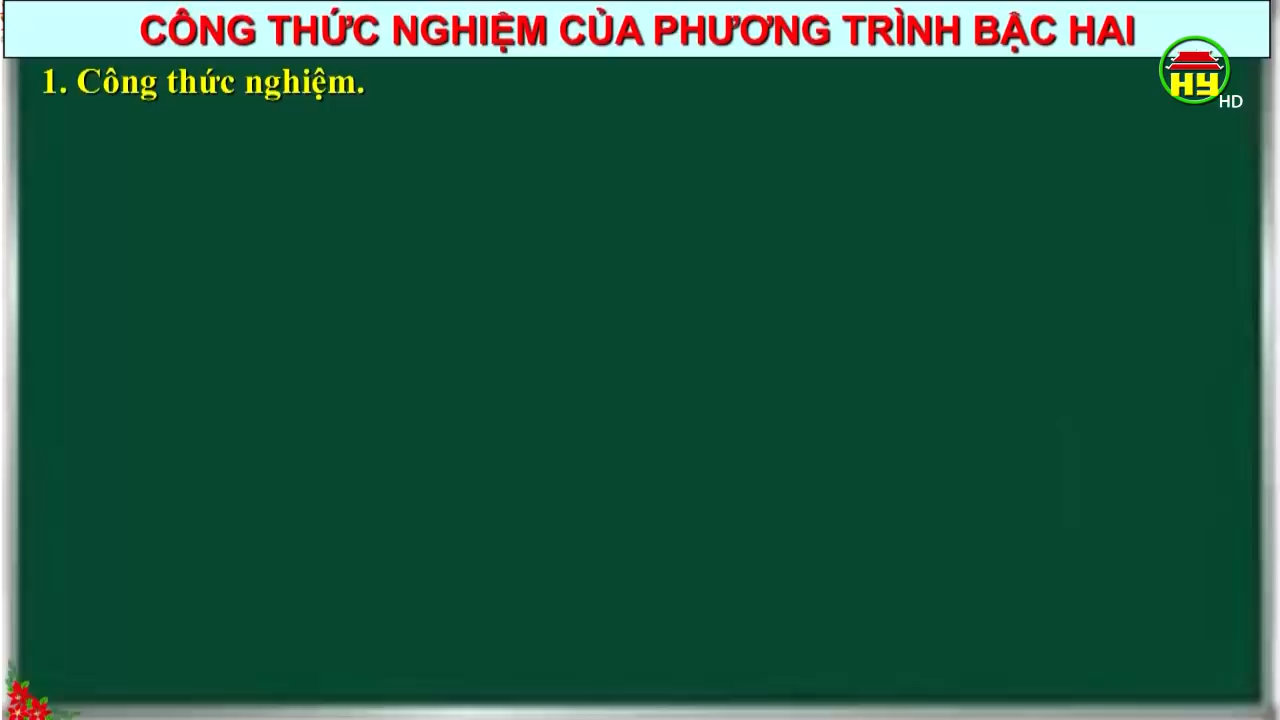 CÔNG THỨC NGHIỆM CỦA PHƯƠNG TRÌNH BẬC HAI
1. Công thức nghiệm.
HY
HD